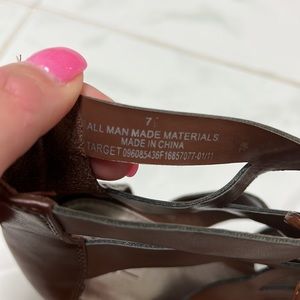 7
ALL MAN MADE MATERIALS
MADE IN CHINA
TARGET 096085436F16857077-01/11